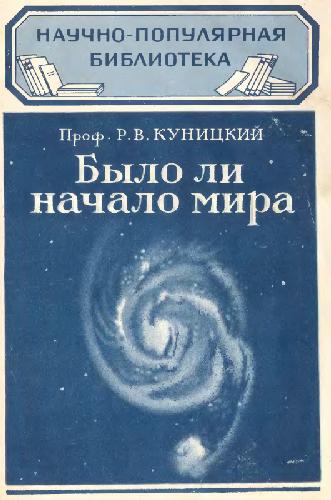 НАУЧНО-ПОПУЛЯРНАЯ
БИБЛИОТЕКА
Проф. Р. В. КУНИЦКИЙ
Было ли
начало мира